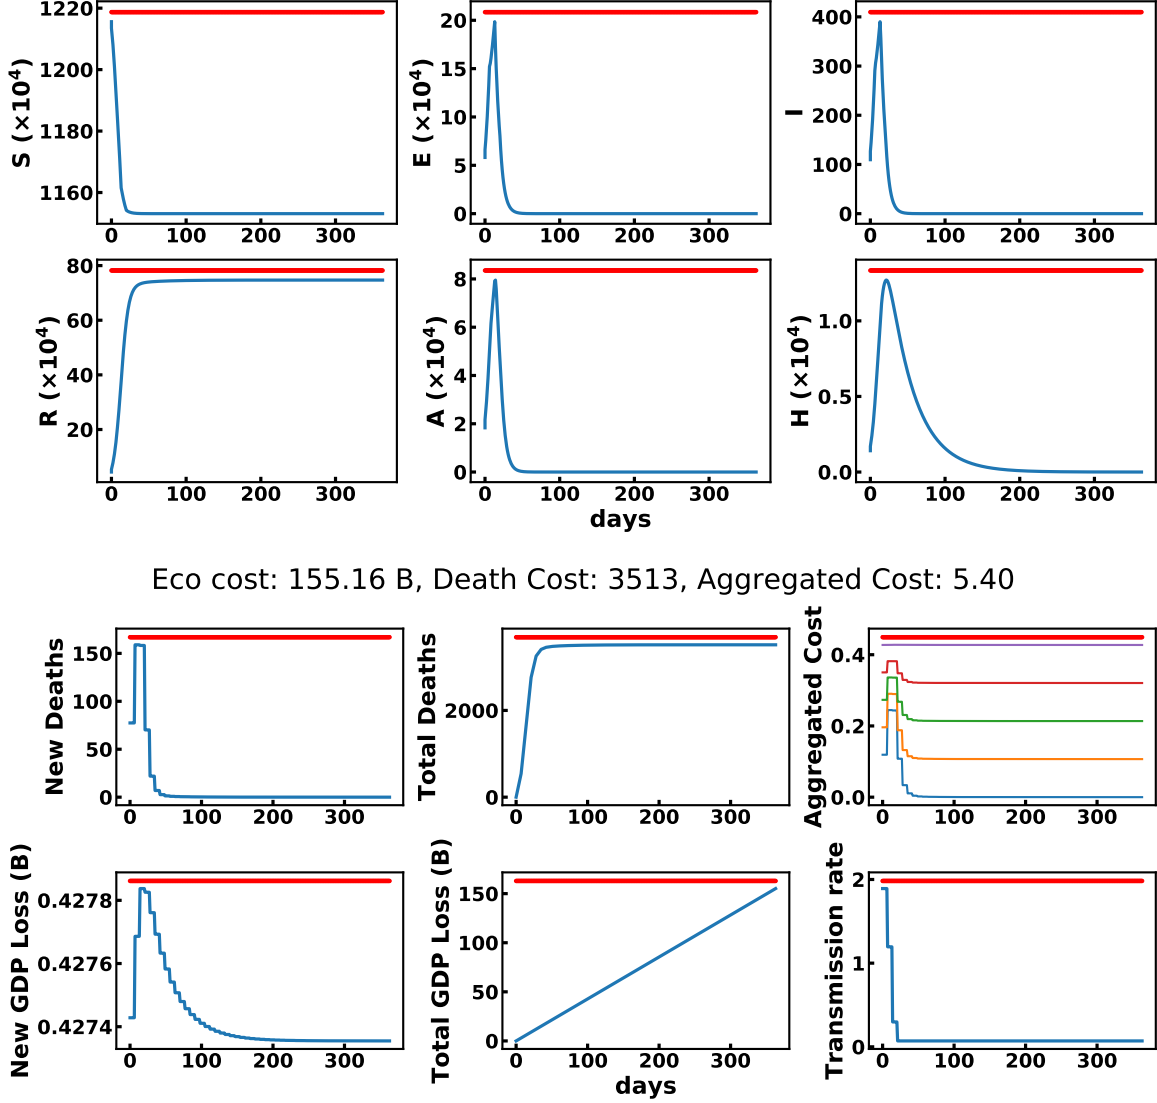 S (×10⁴)
1220
1200
1180
1160
0 100 200 300
E (×10⁴)
20
15
10
5
0
0 100 200 300
I
400
300
200
100
0
0 100 200 300
R (×10⁴)
80
60
40
20
0 100 200 300
A (×10⁴)
8
6
4
2
0
0 100 200 300
days
H (×10⁴)
1.0
0.5
0.0
0 100 200 300
Eco cost: 155.16 B, Death Cost: 3513, Aggregated Cost: 5.40
New Deaths
150
100
50
0
0 100 200 300
Total Deaths
2000
0
0 100 200 300
Aggregated Cost
0.4
0.2
0.0
0 100 200 300
New GDP Loss (B)
0.4278
0.4276
0.4274
0 100 200 300
Total GDP Loss (B)
150
100
50
0
0 100 200 300
days
Transmission rate
2
1
0
0 100 200 300